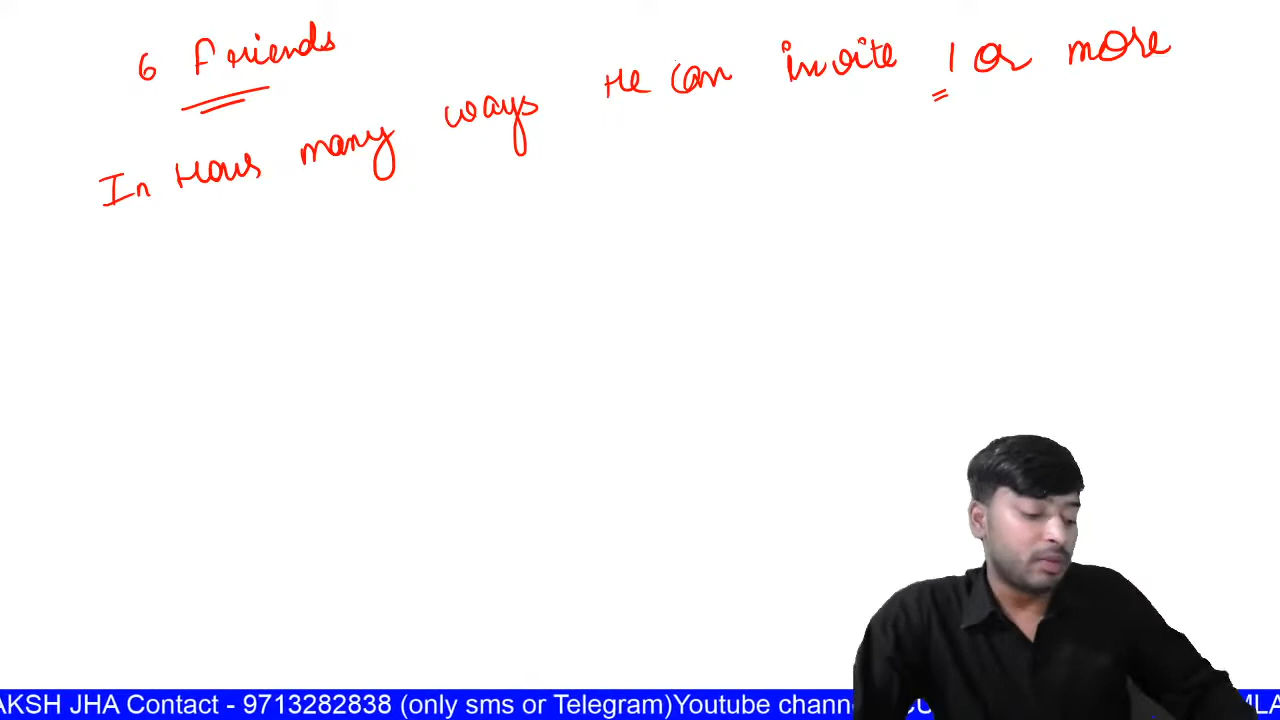 6 Friends
In How many ways He can invite 1 or more
AKSH JHA Contact - 9713282838 (only sms or Telegram)Youtube chann